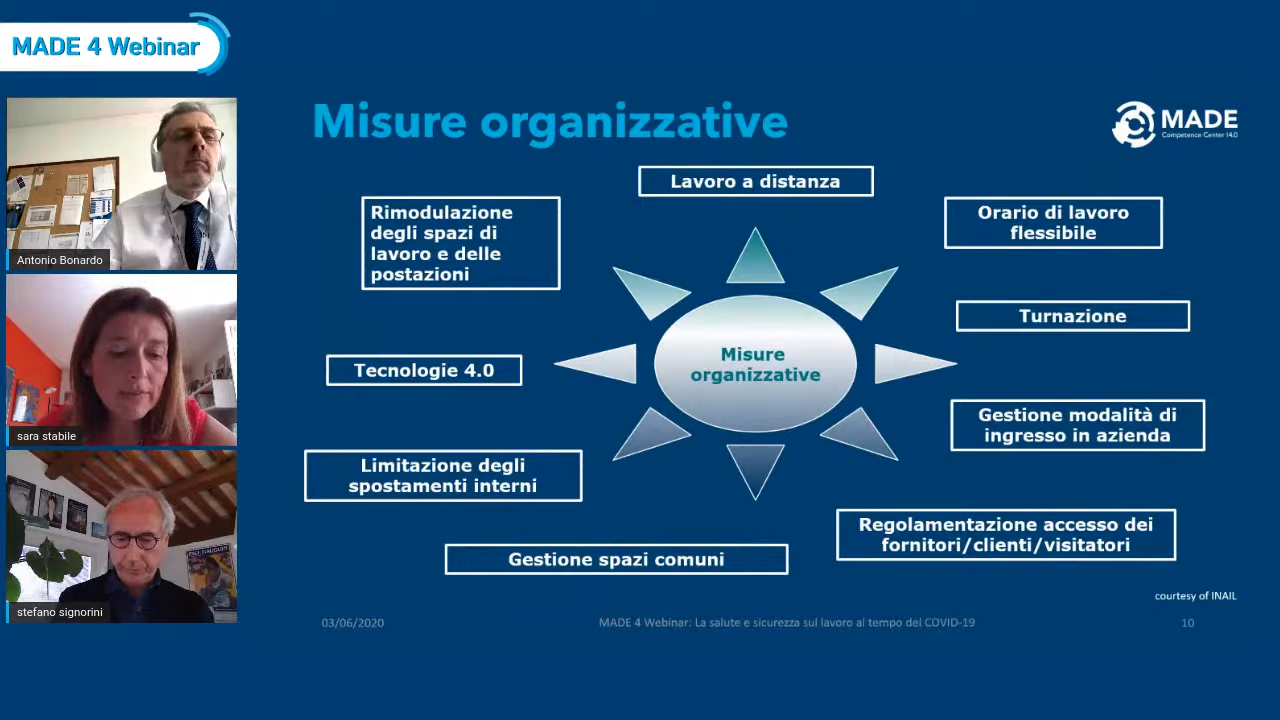 MADE 4 Webinar
Antonio Bonardo
sara stabile
PAUL GAUGUIN
stefano signorini
Misure organizzative
MADE
Competence Center I4.0
Lavoro a distanza
Rimodulazione
degli spazi di
lavoro e delle
postazioni
Orario di lavoro
flessibile
Turnazione
Misure
organizzative
Tecnologie 4.0
Gestione modalità di
ingresso in azienda
Limitazione degli
spostamenti interni
Regolamentazione accesso dei
fornitori/clienti/visitatori
Gestione spazi comuni
courtesy of INAIL
03/06/2020
MADE 4 Webinar: La salute e sicurezza sul lavoro al tempo del COVID-19
10